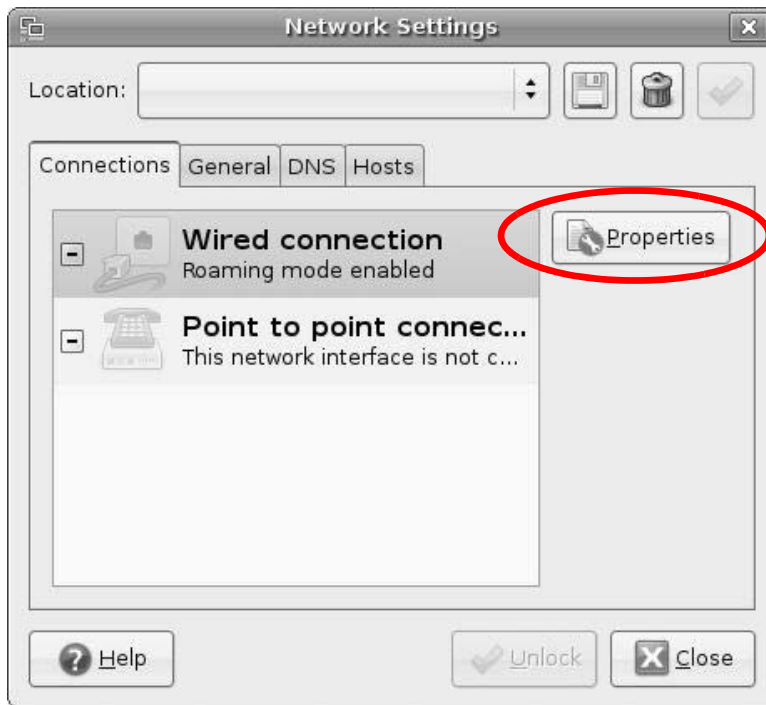 Network Settings
Location:
Connections General DNS Hosts
Wired connection
Roaming mode enabled
Properties
Point to point connec...
This network interface is not c...
Help
Unlock
Close